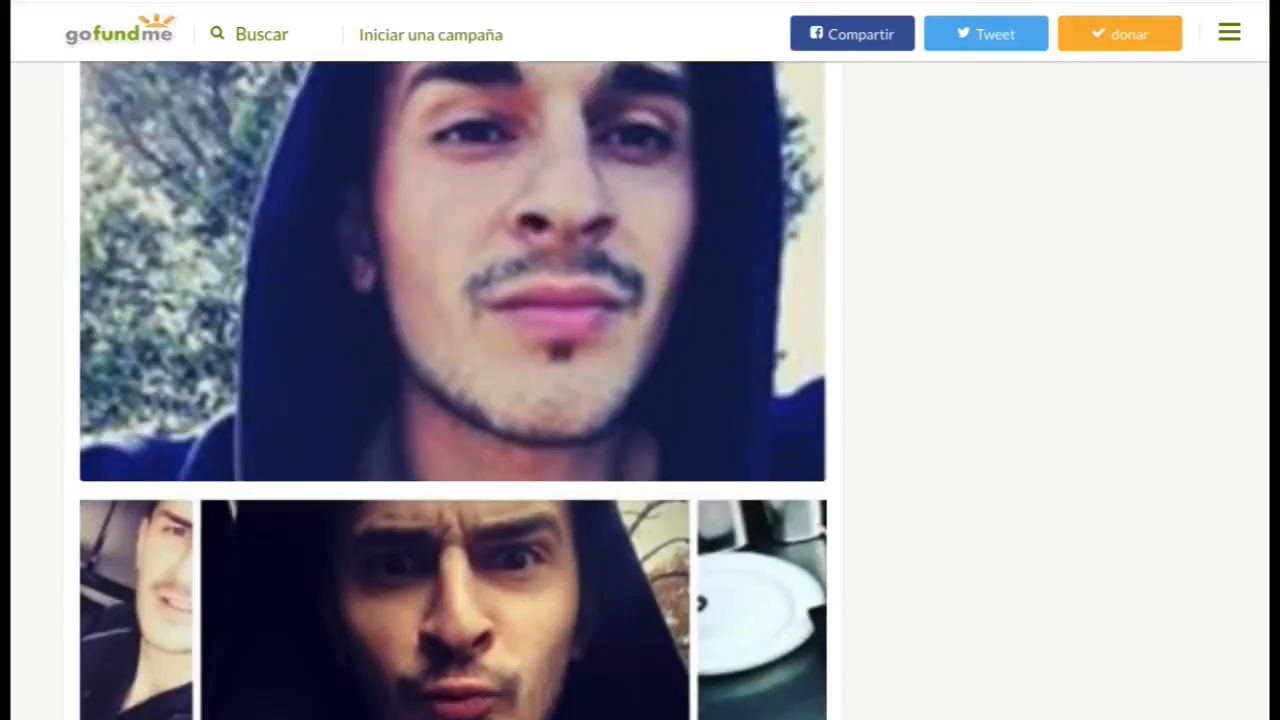 gofundme
Buscar
Iniciar una campaña
Compartir
Tweet
donar